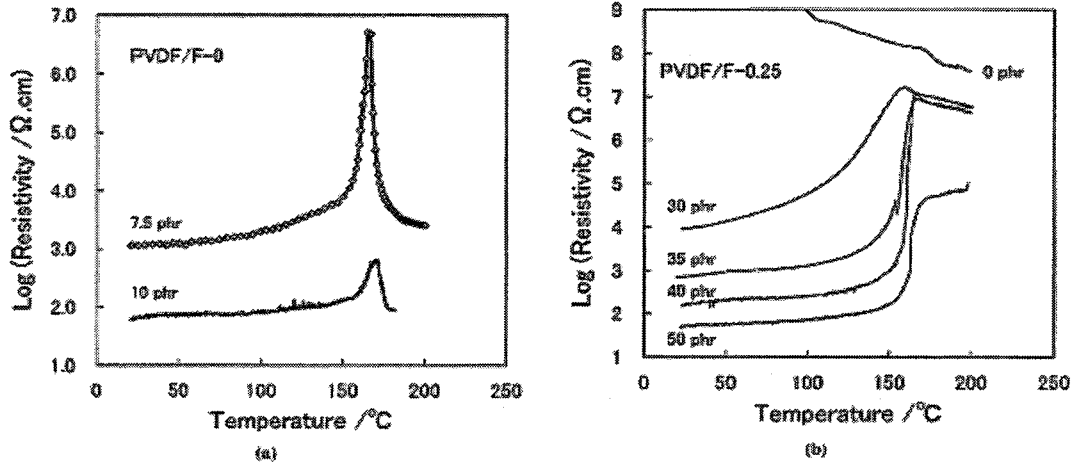 7.0
6.0
5.0
4.0
3.0
2.0
1.0
Log (Resistivity / Ω.cm)
PVDF/F-0
7.5 phr
10 phr
0 50 100 150 200 250
Temperature /°C
(a)
9
8
7
6
5
4
3
2
1
Log (Resistivity / Ω.cm)
PVDF/F-0.25
0 phr
30 phr
35 phr
40 phr
50 phr
0 50 100 150 200 250
Temperature /°C
(b)